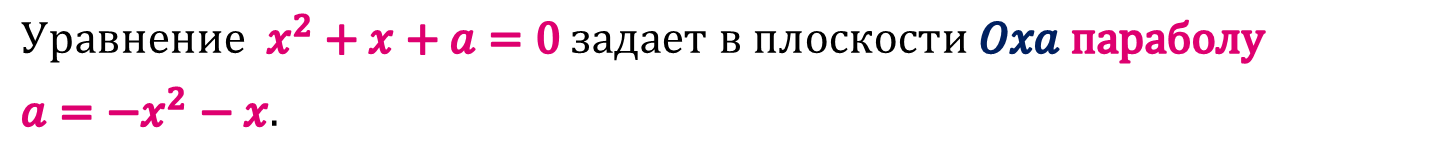 Уравнение x² + x + a = 0 задает в плоскости Oxa параболу
a = −x² − x.